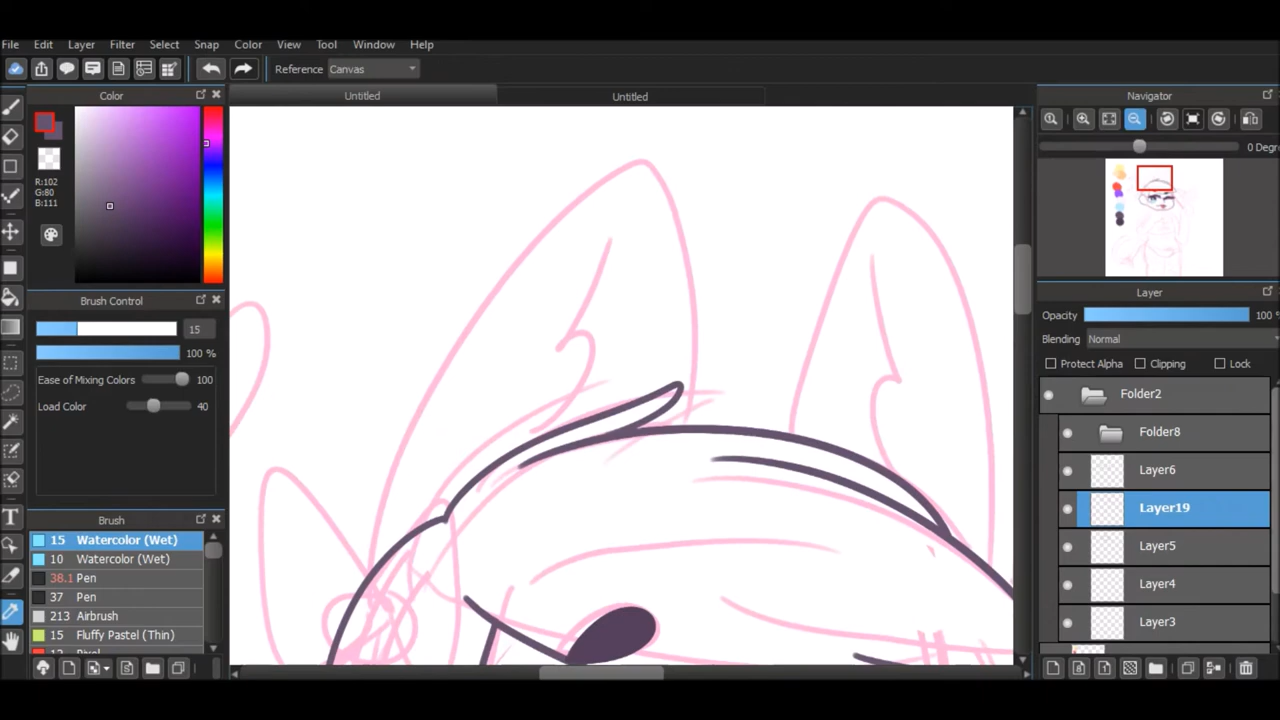 File Edit Layer Filter Select Snap Color View Tool Window Help
Reference Canvas
Color
R:102
G:80
B:111
Brush Control
15
100 %
Ease of Mixing Colors 100
Load Color 40
Brush
15 Watercolor (Wet)
10 Watercolor (Wet)
38.1 Pen
37 Pen
213 Airbrush
15 Fluffy Pastel (Thin)
Untitled Untitled
Navigator
0 Degre
Layer
Opacity 100 %
Blending Normal
Protect Alpha Clipping Lock
Folder2
Folder8
Layer6
Layer19
Layer5
Layer4
Layer3